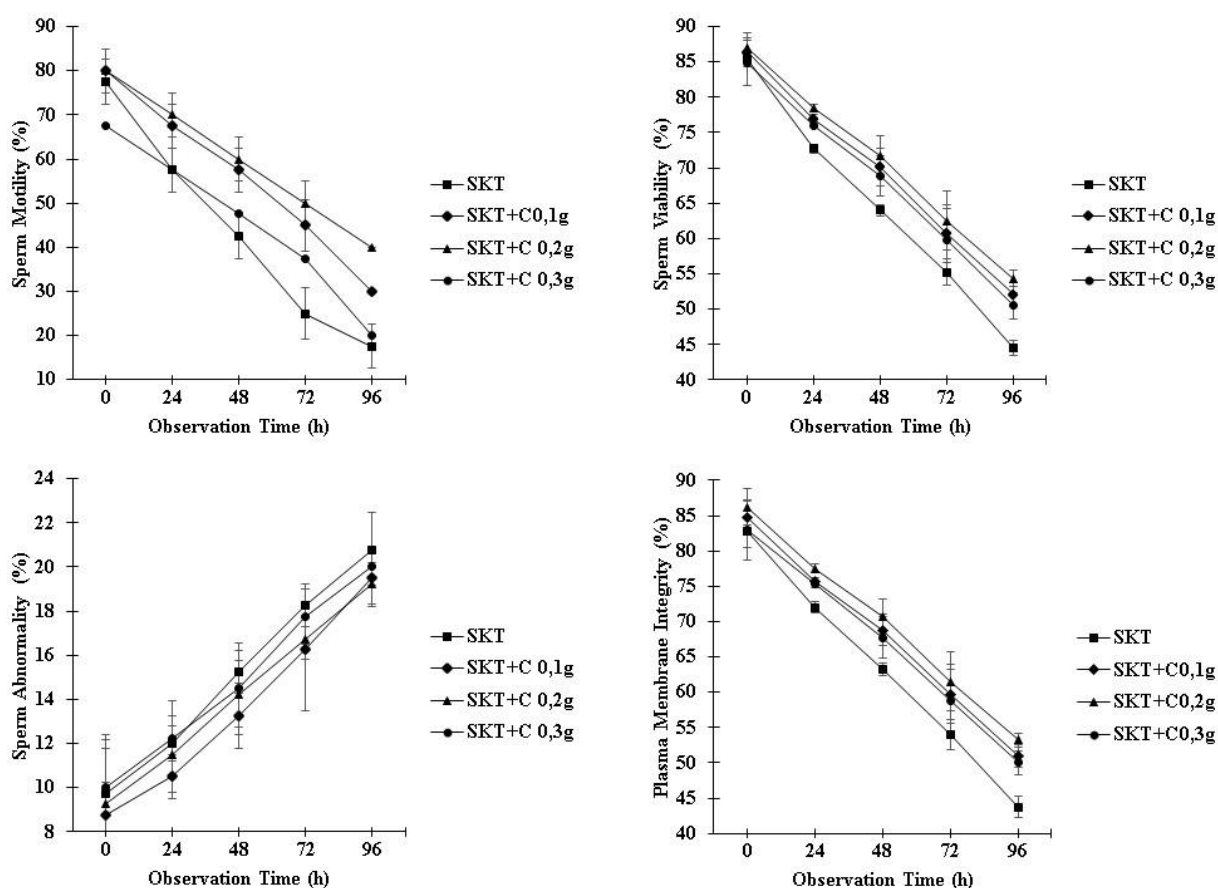 Sperm Motility (%)
90
80
70
60
50
40
30
20
10
0 24 48 72 96
Observation Time (h)
SKT
SKT+C0,1g
SKT+C 0,2g
SKT+C 0,3g
Sperm Viability (%)
90
85
80
75
70
65
60
55
50
45
40
0 24 48 72 96
Observation Time (h)
SKT
SKT+C 0,1g
SKT+C 0,2g
SKT+C 0,3g
Sperm Abnormality (%)
24
22
20
18
16
14
12
10
8
0 24 48 72 96
Observation Time (h)
SKT
SKT+C 0,1g
SKT+C 0,2g
SKT+C 0,3g
Plasma Membrane Integrity (%)
90
85
80
75
70
65
60
55
50
45
40
0 24 48 72 96
Observation Time (h)
SKT
SKT+C0,1g
SKT+C0,2g
SKT+C0,3g